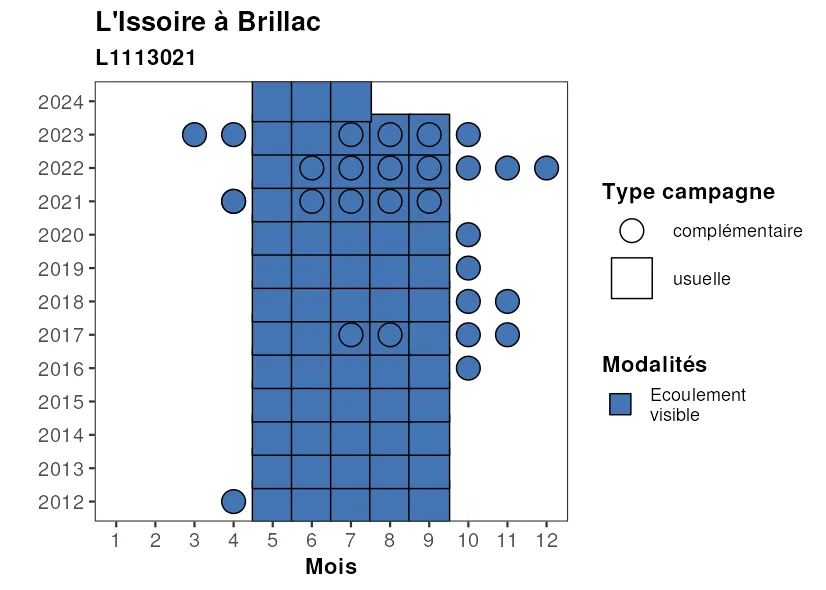 L'Issoire à Brillac
L1113021
2024
2023
2022
2021
2020
2019
2018
2017
2016
2015
2014
2013
2012
1 2 3 4 5 6 7 8 9 10 11 12
Mois
Type campagne
complémentaire
usuelle
Modalités
Ecoulement
visible